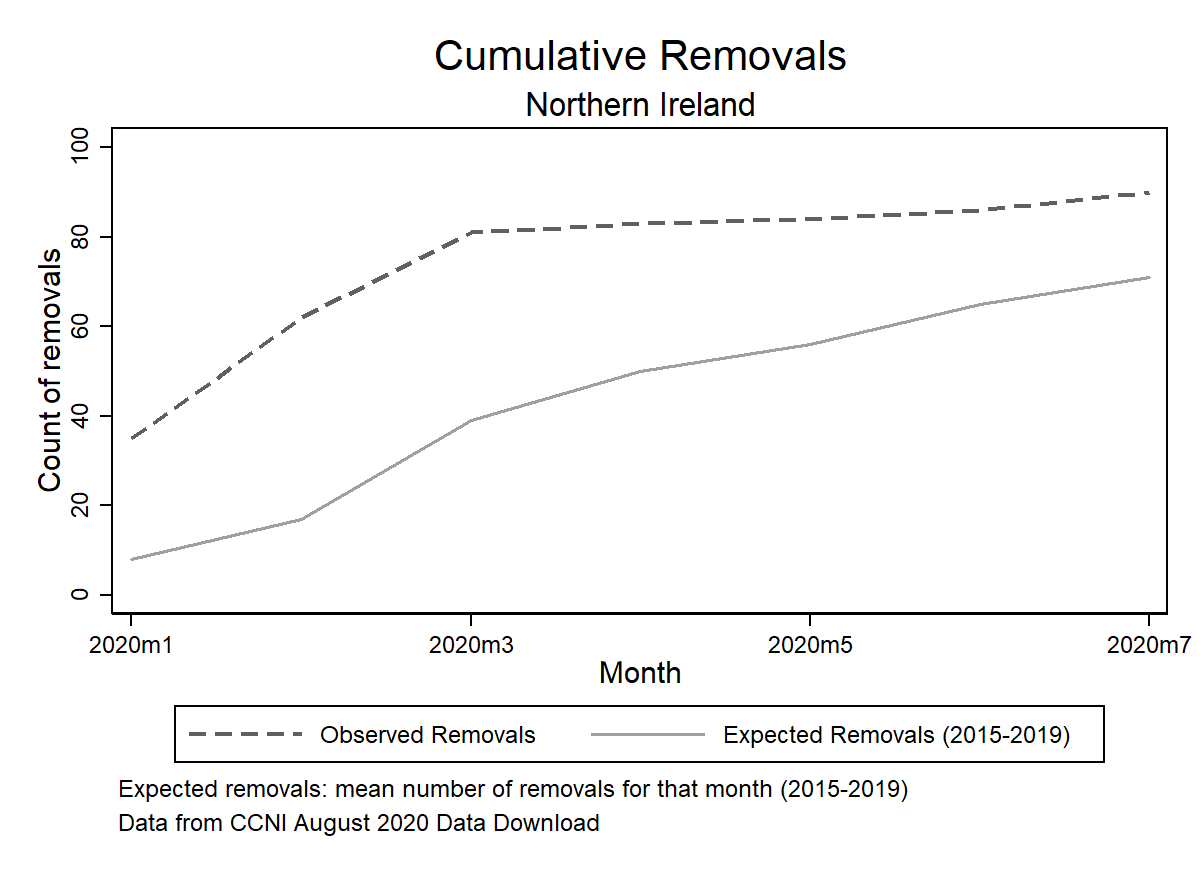 Cumulative Removals
Northern Ireland
Count of removals
100
80
60
40
20
0
2020m1 2020m3 2020m5 2020m7
Month
Observed Removals Expected Removals (2015-2019)
Expected removals: mean number of removals for that month (2015-2019)
Data from CCNI August 2020 Data Download